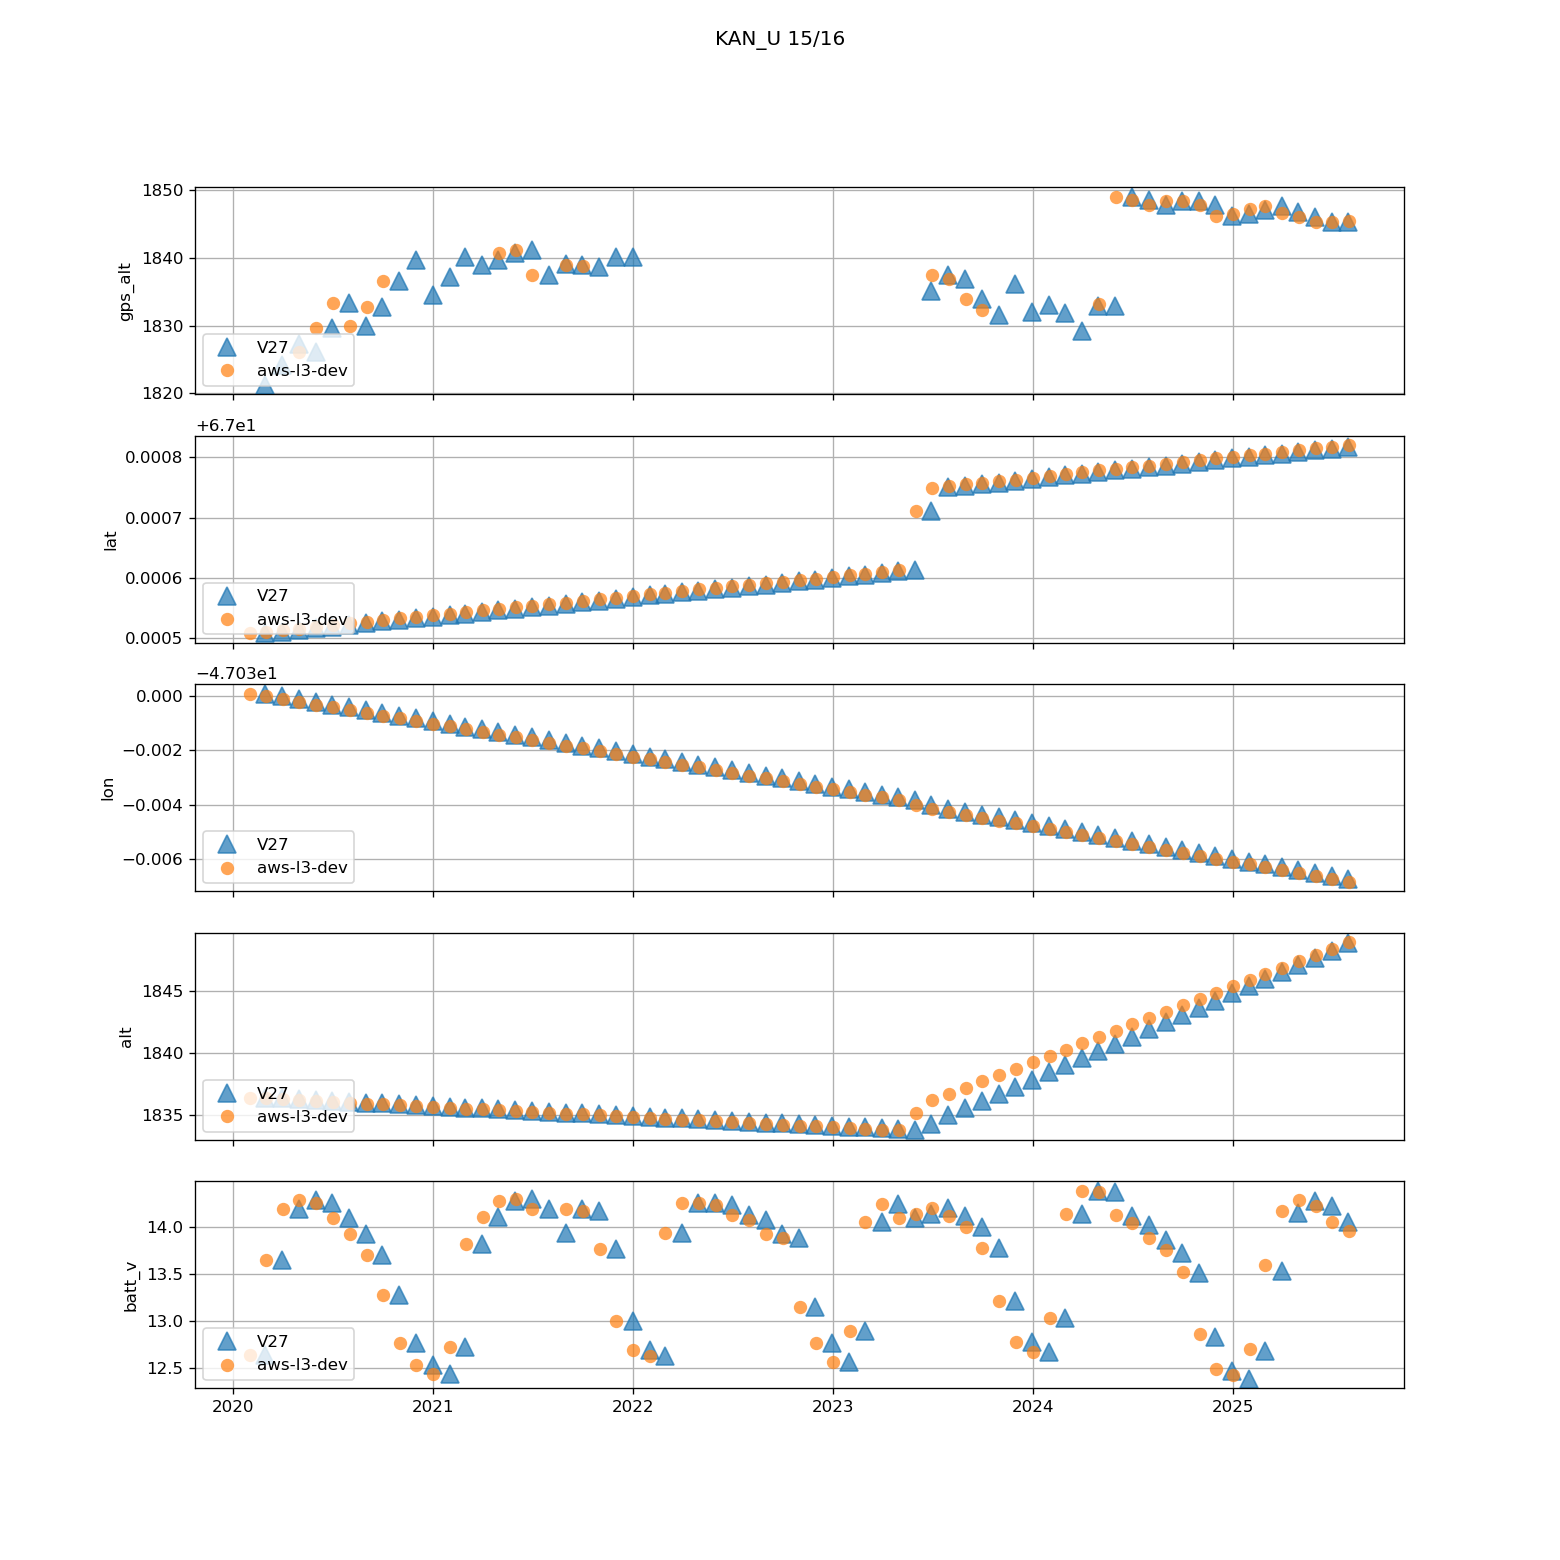 KAN_U 15/16
1850
1840
1830
1820
gps_alt
V27
aws-l3-dev
+6.7e1
0.0008
0.0007
0.0006
0.0005
lat
V27
aws-l3-dev
−4.703e1
0.000
−0.002
−0.004
−0.006
lon
V27
aws-l3-dev
1845
1840
1835
alt
V27
aws-l3-dev
14.0
13.5
13.0
12.5
batt_v
V27
aws-l3-dev
2020 2021 2022 2023 2024 2025